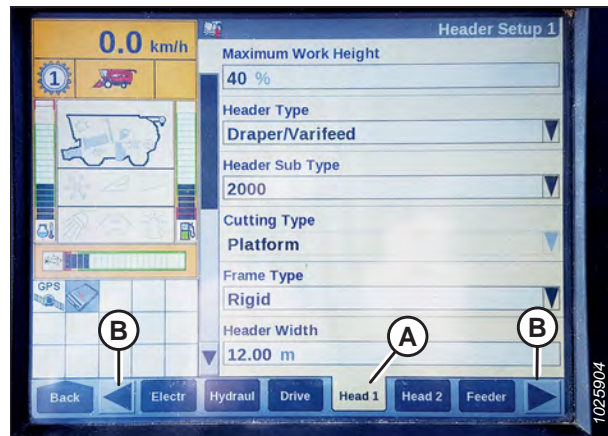 0.0 km/h
Header Setup 1
1
Maximum Work Height
40 %
Header Type
Draper/Varifeed
Header Sub Type
2000
Cutting Type
Platform
Frame Type
Rigid
GPS
Header Width
12.00 m
B
A
B
Back
Electr
Hydraul
Drive
Head 1
Head 2
Feeder
1025904